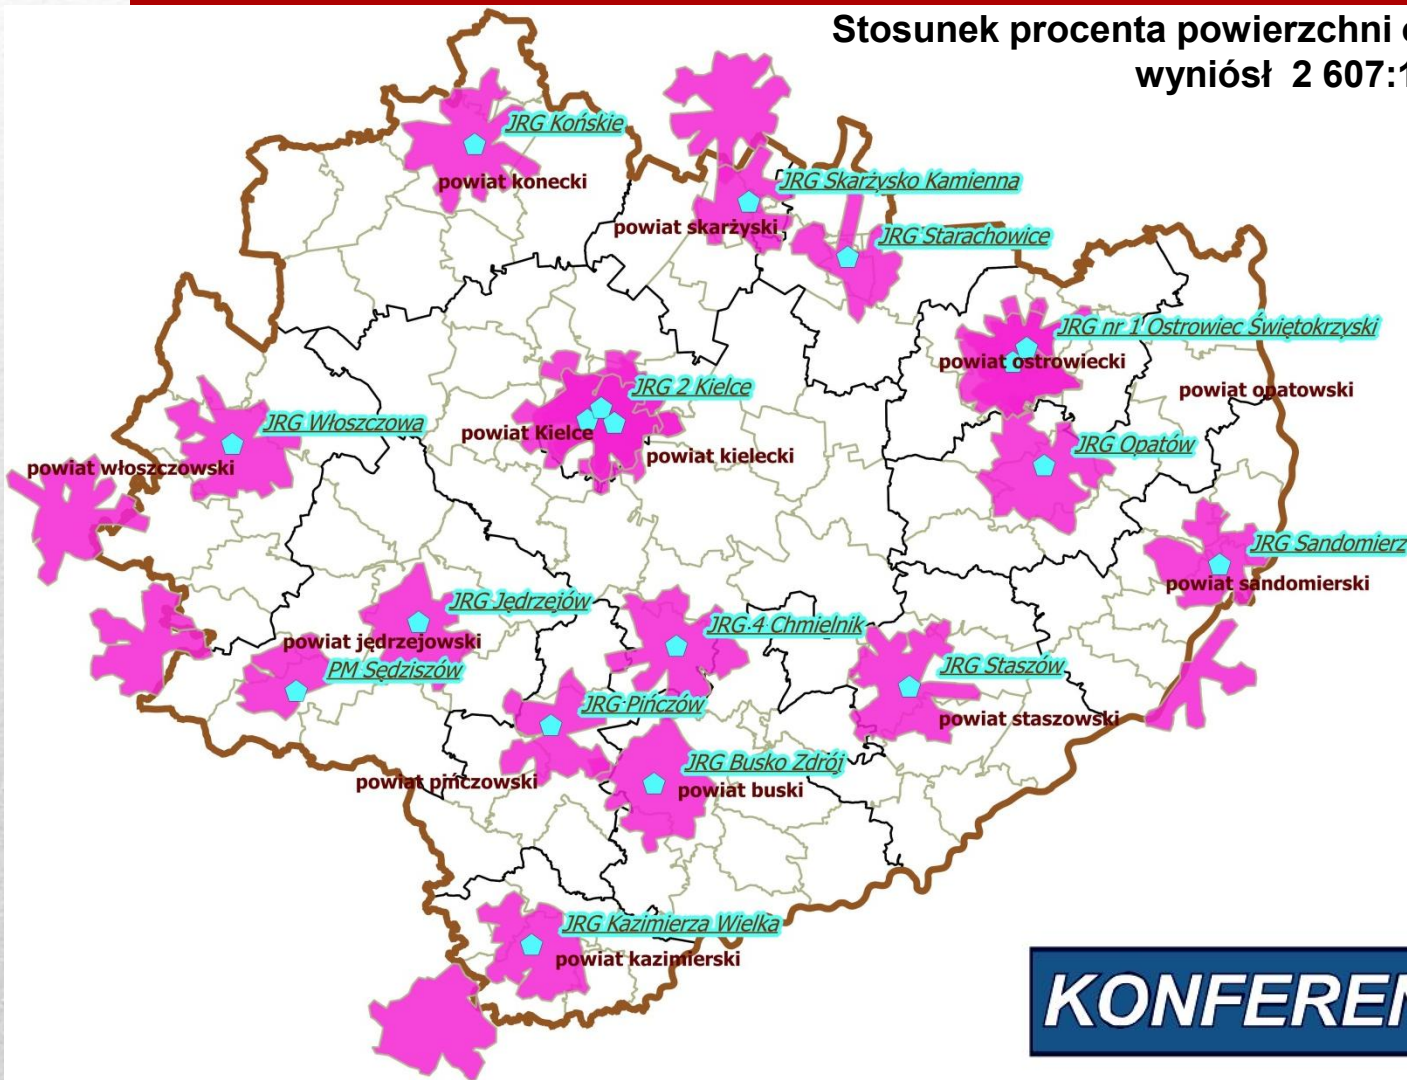 Stosunek procenta powierzchni
wyniósł 2 607:1
JRG Końskie
powiat konecki
JRG Skarżysko Kamienna
powiat skarżyski
JRG Starachowice
JRG nr 1 Ostrowiec Świętokrzyski
powiat ostrowiecki
powiat opatowski
JRG 2 Kielce
JRG Włoszczowa
powiat Kielce
powiat kielecki
JRG Opatów
powiat włoszczowski
JRG Sandomierz
powiat sandomierski
JRG Jędrzejów
powiat jędrzejowski
JRG 4 Chmielnik
PM Sędziszów
JRG Staszów
JRG Pińczów
powiat staszowski
JRG Busko Zdrój
powiat pińczowski
powiat buski
JRG Kazimierza Wielka
powiat kazimierski
KONFEREN